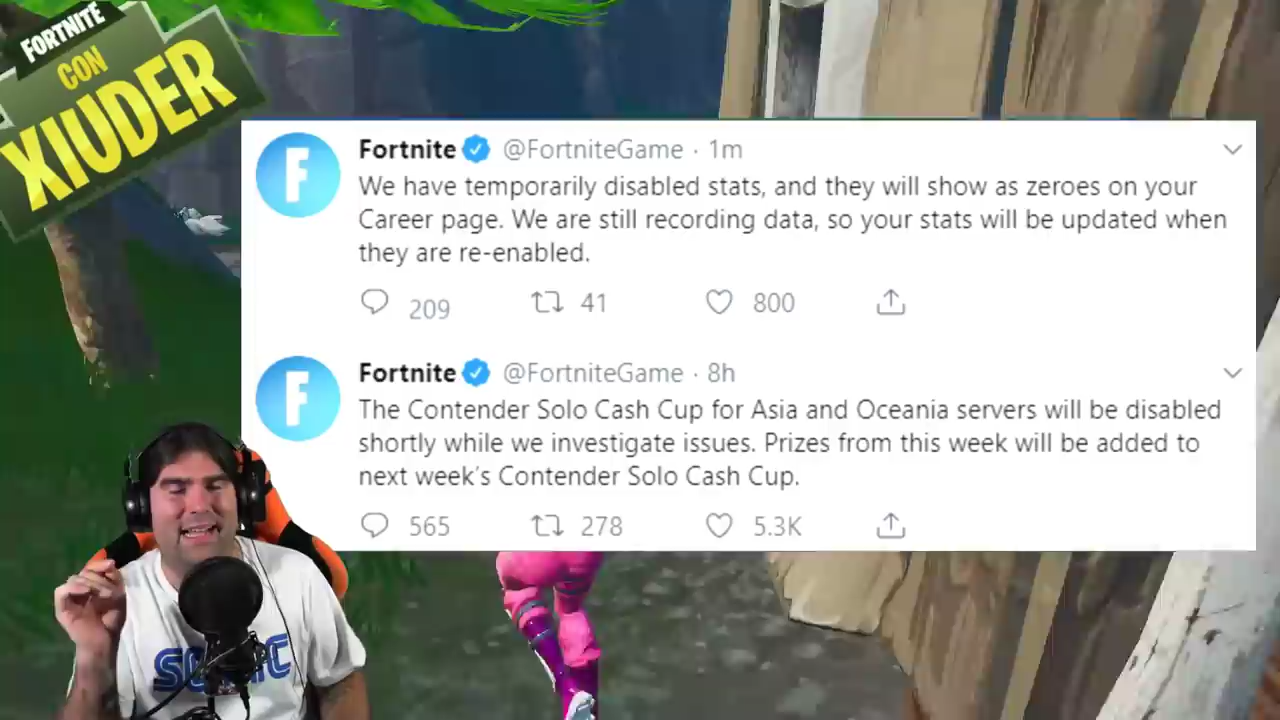 FORTNITE
CON
XIUDER
Fortnite @FortniteGame · 1m
We have temporarily disabled stats, and they will show as zeroes on your
Career page. We are still recording data, so your stats will be updated when
they are re-enabled.
209 41 800
Fortnite @FortniteGame · 8h
The Contender Solo Cash Cup for Asia and Oceania servers will be disabled
shortly while we investigate issues. Prizes from this week will be added to
next week's Contender Solo Cash Cup.
565 278 5.3K
SONIC